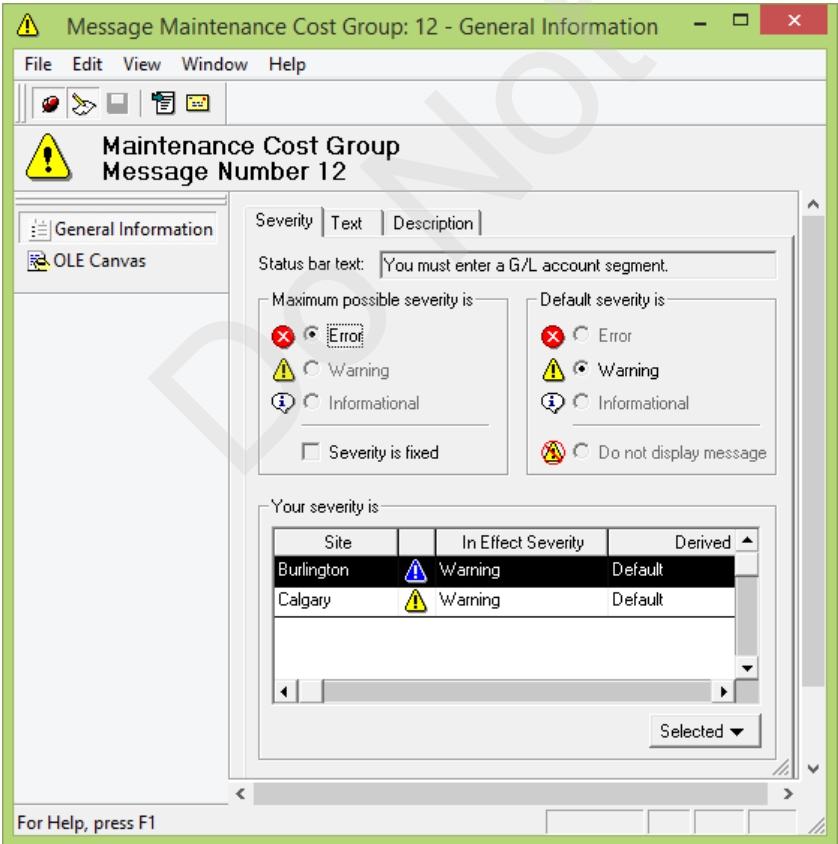 Message Maintenance Cost Group: 12 - General Information
File Edit View Window Help
Maintenance Cost Group
Message Number 12
General Information
OLE Canvas
Severity Text Description
Status bar text: You must enter a G/L account segment.
Maximum possible severity is
Error
Warning
Informational
Severity is fixed
Default severity is
Error
Warning
Informational
Do not display message
Your severity is
Site In Effect Severity Derived
Burlington Warning Default
Calgary Warning Default
Selected
For Help, press F1
Do Not